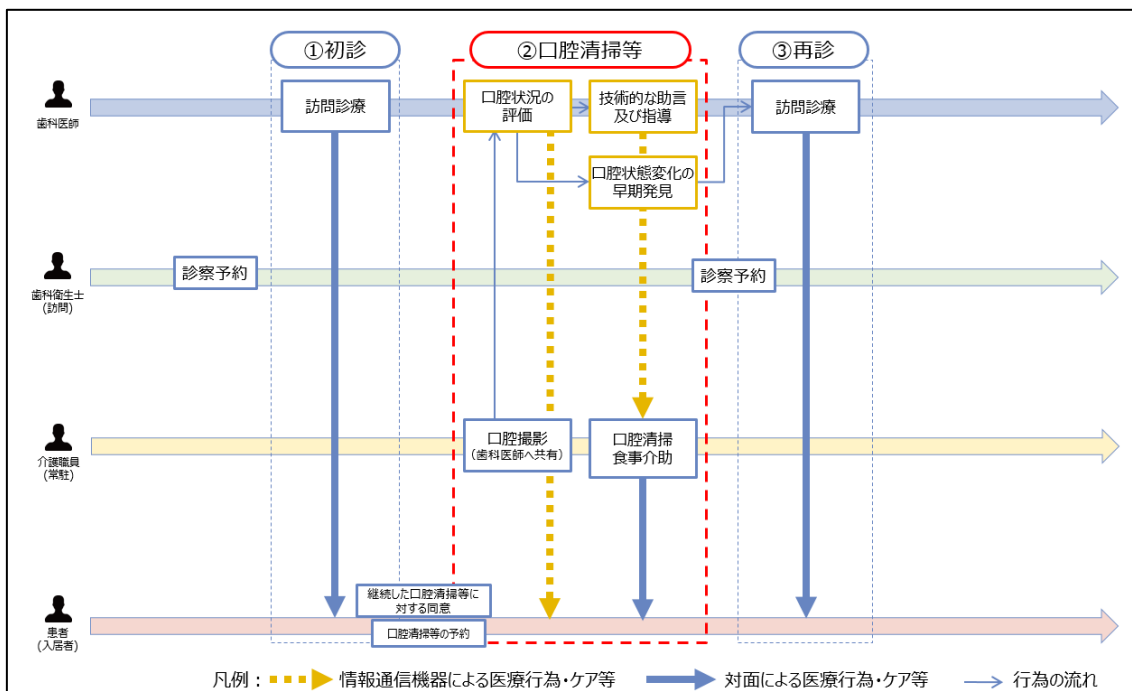 ①初診
②口腔清掃等
③再診
歯科医師
訪問診療
口腔状況の
評価
技術的な助言
及び指導
訪問診療
口腔状態変化の
早期発見
歯科衛生士
(訪問)
診察予約
診察予約
介護職員
(常駐)
口腔撮影
(歯科医師へ共有)
口腔清掃
食事介助
患者
(入居者)
継続した口腔清掃等に
対する同意
口腔清掃等の予約
凡例：
情報通信機器による医療行為・ケア等
対面による医療行為・ケア等
行為の流れ